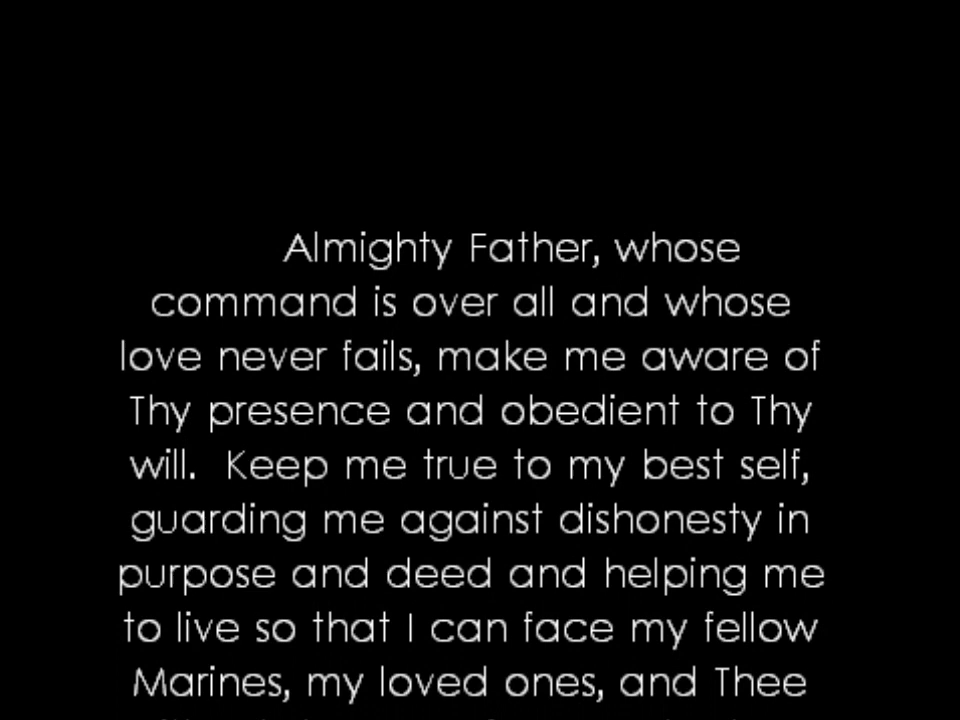 Almighty Father, whose
command is over all and whose
love never fails, make me aware of
Thy presence and obedient to Thy
will.  Keep me true to my best self,
guarding me against dishonesty in
purpose and deed and helping me
to live so that I can face my fellow
Marines, my loved ones, and Thee